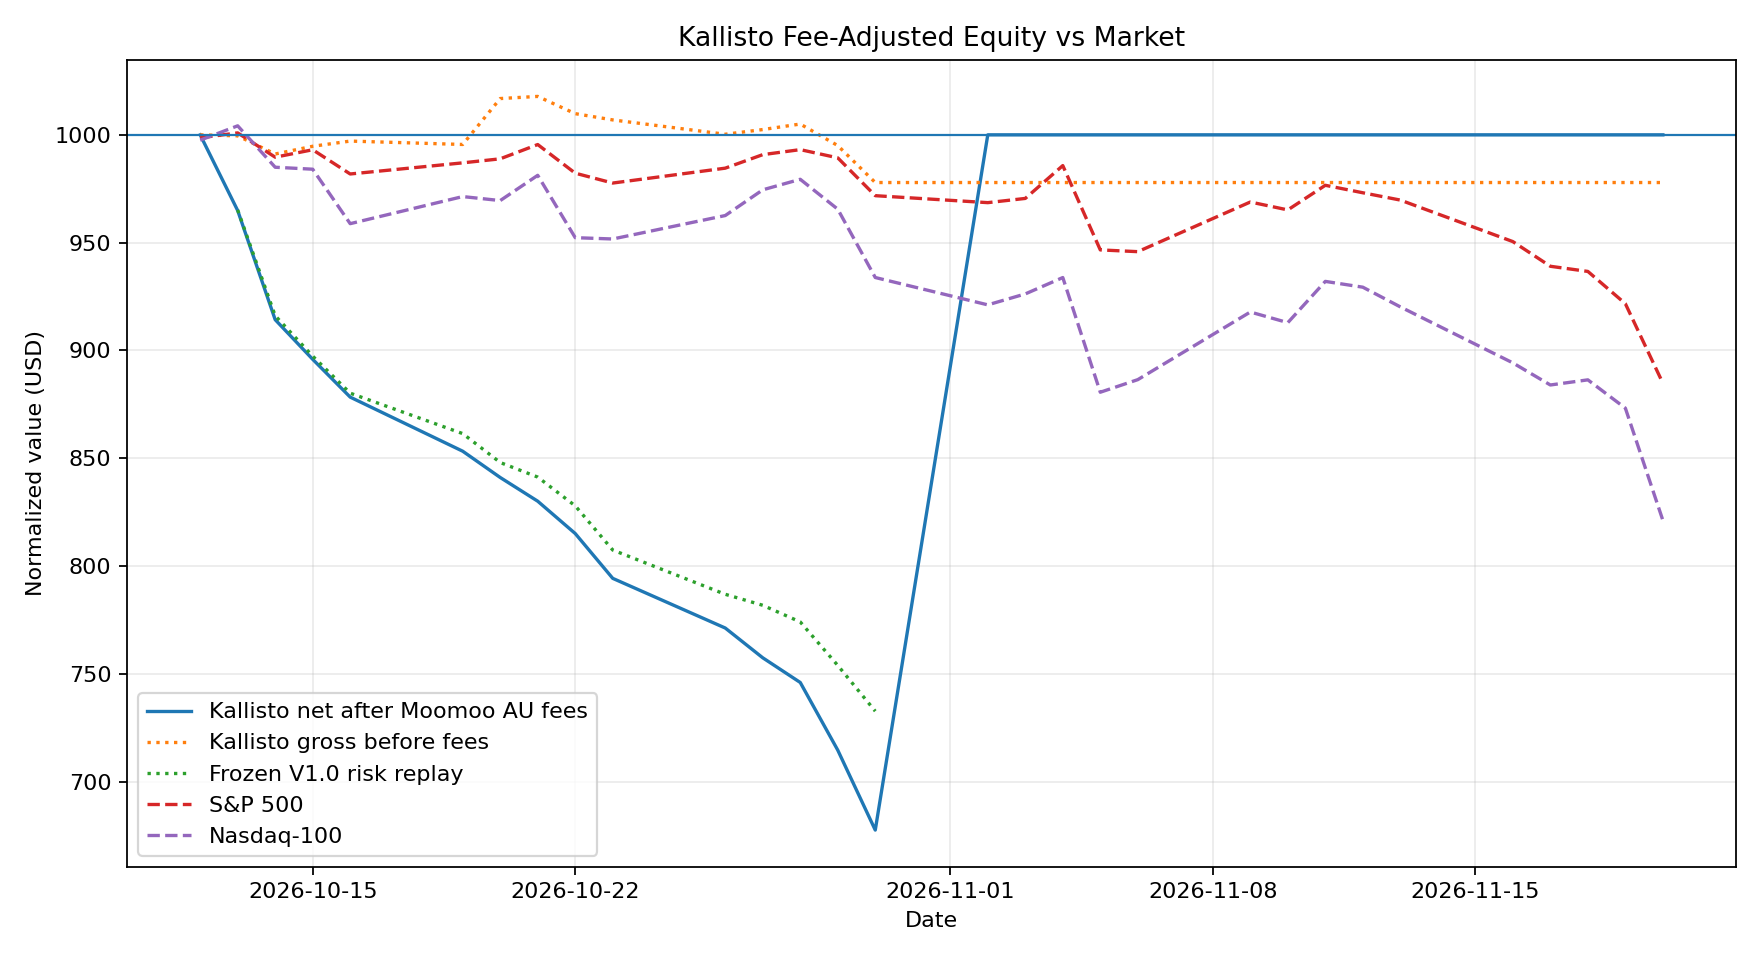 Kallisto Fee-Adjusted Equity vs Market
Normalized value (USD)
1000
950
900
850
800
750
700
Kallisto net after Moomoo AU fees
Kallisto gross before fees
Frozen V1.0 risk replay
S&P 500
Nasdaq-100
2026-10-15
2026-10-22
2026-11-01
2026-11-08
2026-11-15
Date